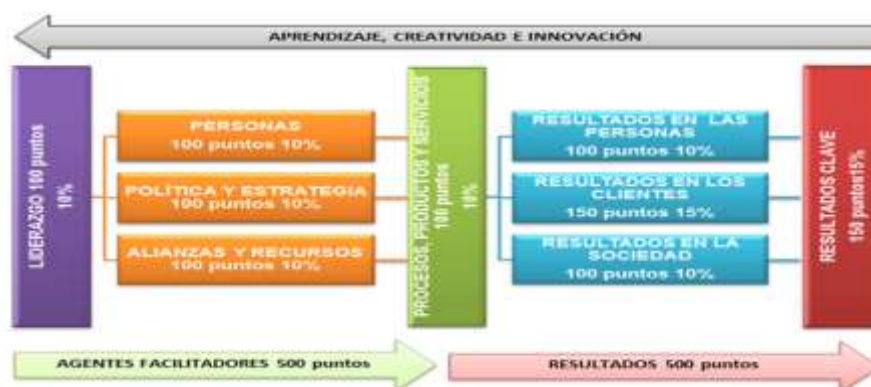 APRENDIZAJE, CREATIVIDAD E INNOVACIÓN
LIDERAZGO 100 puntos
10%
PERSONAS
100 puntos 10%
POLÍTICA Y ESTRATEGIA
100 puntos 10%
ALIANZAS Y RECURSOS
100 puntos 10%
PROCESOS, PRODUCTOS Y SERVICIOS
100 puntos
10%
RESULTADOS EN LAS
PERSONAS
100 puntos 10%
RESULTADOS EN LOS
CLIENTES
150 puntos 15%
RESULTADOS EN LA
SOCIEDAD
100 puntos 10%
RESULTADOS CLAVE
150 puntos15%
AGENTES FACILITADORES 500 puntos
RESULTADOS 500 puntos